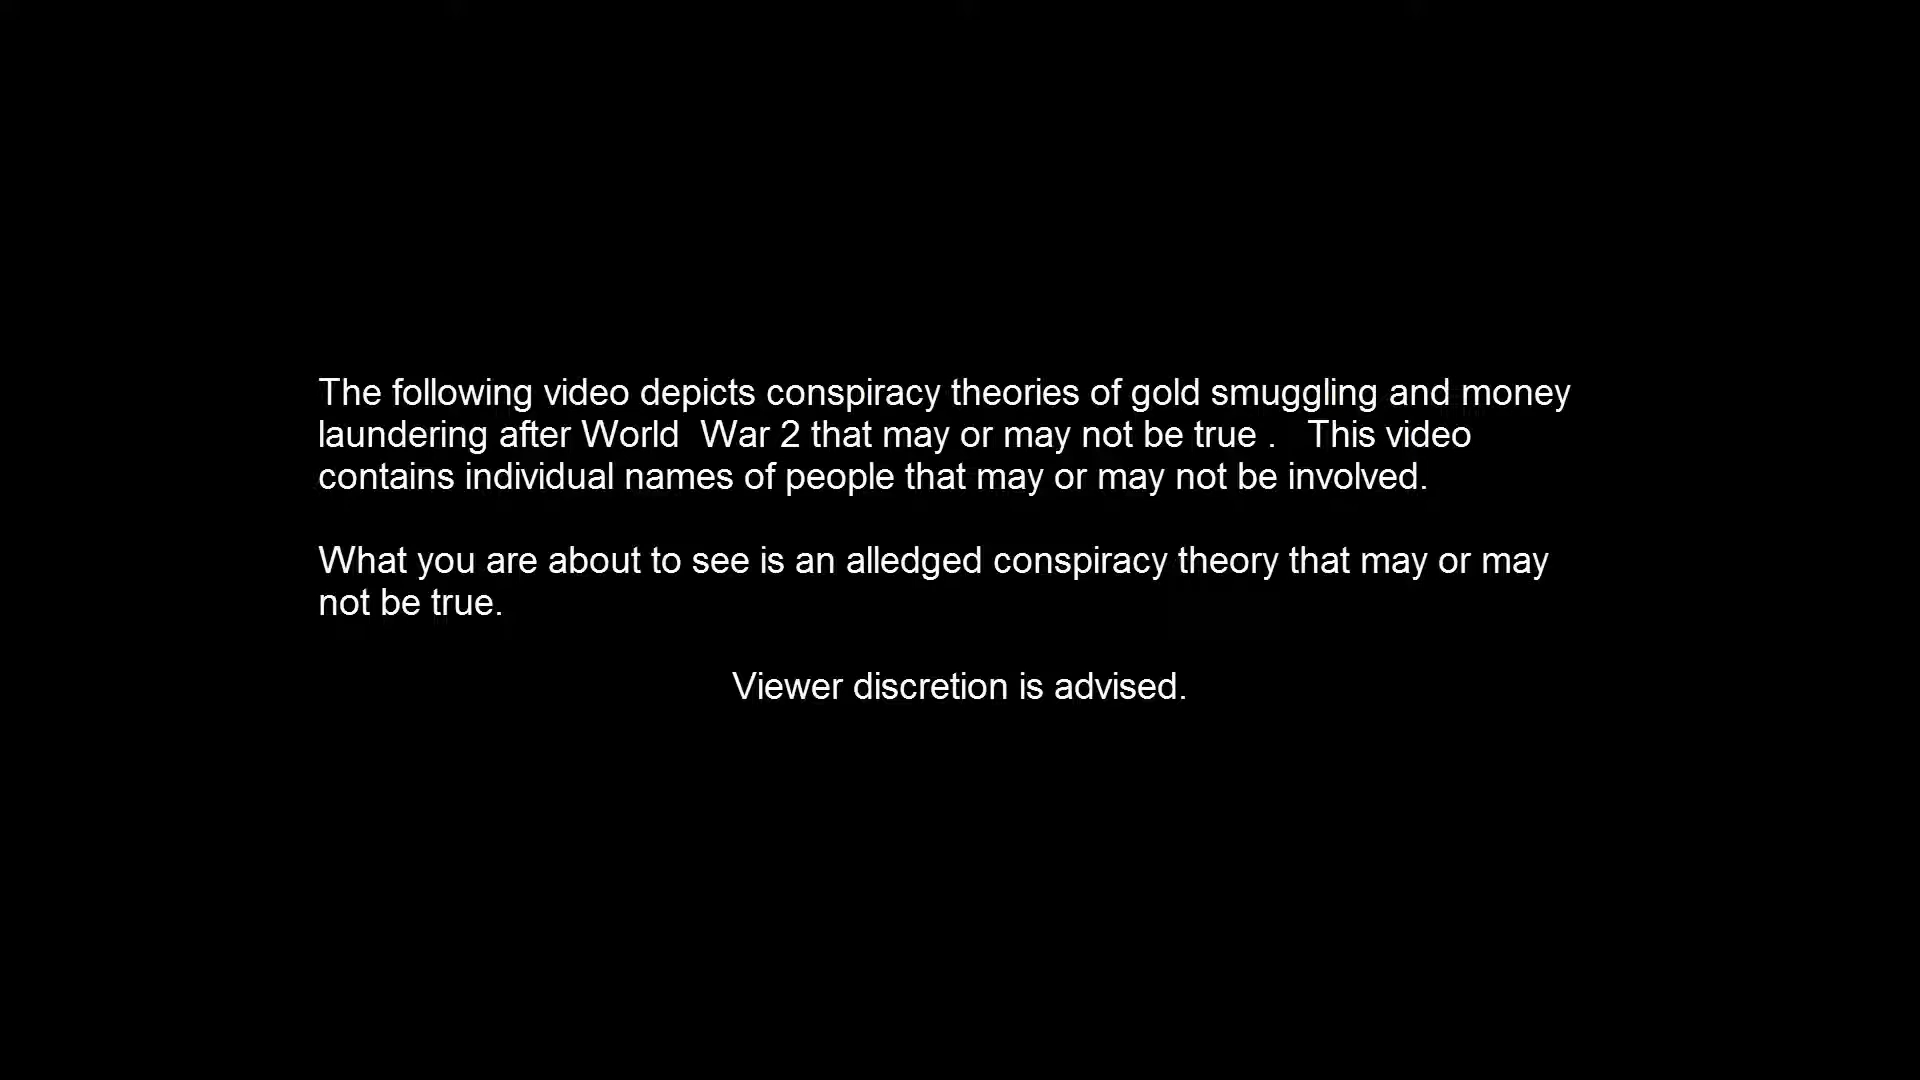 The following video depicts conspiracy theories of gold smuggling and money
laundering after World  War 2 that may or may not be true .   This video
contains individual names of people that may or may not be involved.
What you are about to see is an alledged conspiracy theory that may or may
not be true.
Viewer discretion is advised.